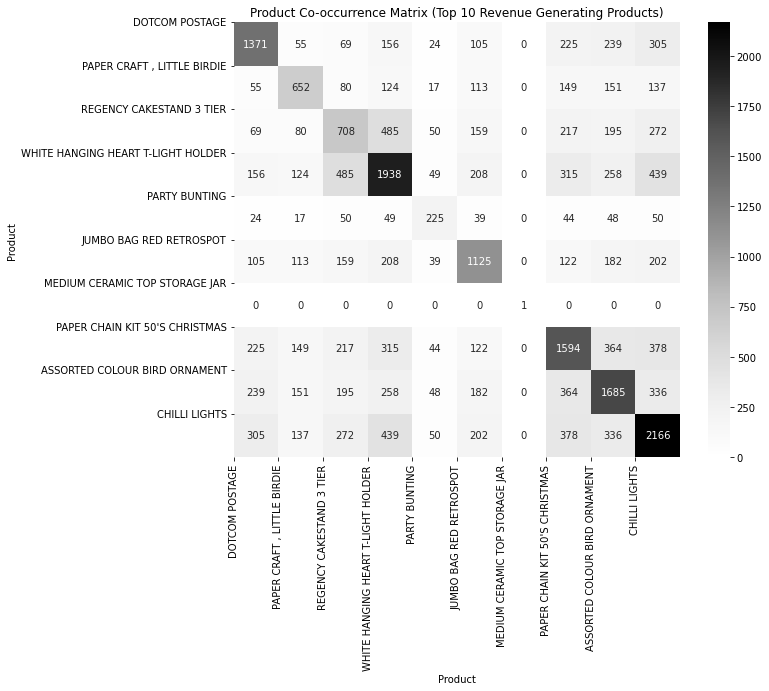 Product Co-occurrence Matrix (Top 10 Revenue Generating Products)
DOTCOM POSTAGE
1371 55 69 156 24 105 0 225 239 305
PAPER CRAFT , LITTLE BIRDIE
55 652 80 124 17 113 0 149 151 137
REGENCY CAKESTAND 3 TIER
69 80 708 485 50 159 0 217 195 272
WHITE HANGING HEART T-LIGHT HOLDER
156 124 485 1938 49 208 0 315 258 439
PARTY BUNTING
24 17 50 49 225 39 0 44 48 50
JUMBO BAG RED RETROSPOT
105 113 159 208 39 1125 0 122 182 202
MEDIUM CERAMIC TOP STORAGE JAR
0 0 0 0 0 0 1 0 0 0
PAPER CHAIN KIT 50'S CHRISTMAS
225 149 217 315 44 122 0 1594 364 378
ASSORTED COLOUR BIRD ORNAMENT
239 151 195 258 48 182 0 364 1685 336
CHILLI LIGHTS
305 137 272 439 50 202 0 378 336 2166
Product
DOTCOM POSTAGE
PAPER CRAFT , LITTLE BIRDIE
REGENCY CAKESTAND 3 TIER
WHITE HANGING HEART T-LIGHT HOLDER
PARTY BUNTING
JUMBO BAG RED RETROSPOT
MEDIUM CERAMIC TOP STORAGE JAR
PAPER CHAIN KIT 50'S CHRISTMAS
ASSORTED COLOUR BIRD ORNAMENT
CHILLI LIGHTS
Product
2000
1750
1500
1250
1000
750
500
250
0